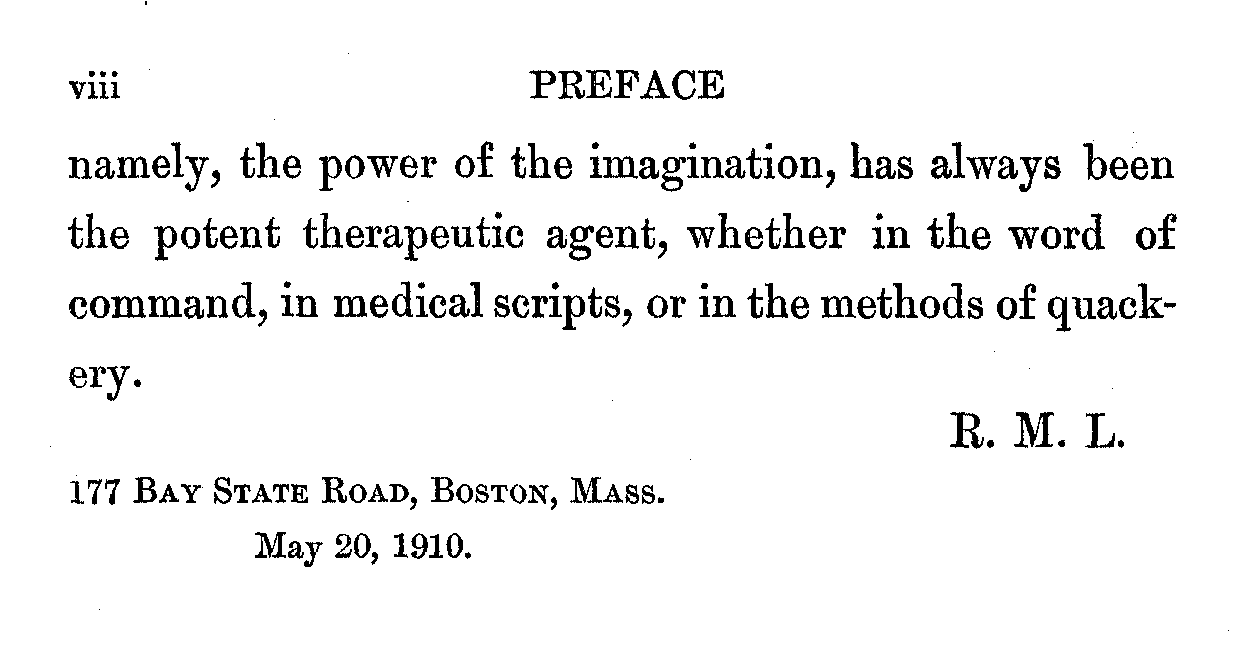 viii PREFACE
namely, the power of the imagination, has always been
the potent therapeutic agent, whether in the word of
command, in medical scripts, or in the methods of quack-
ery.
R. M. L.
177 Bay State Road, Boston, Mass.
May 20, 1910.